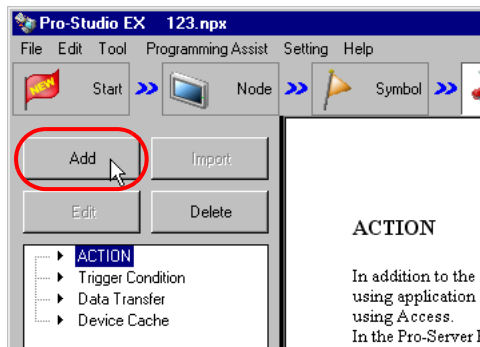 Pro-Studio EX 123.npx
File Edit Tool Programming Assist Setting Help
NEW Start Node Symbol
Add Import
Edit Delete
ACTION
Trigger Condition
Data Transfer
Device Cache
ACTION
In addition to the
using application
using Access.
In the Pro-Server